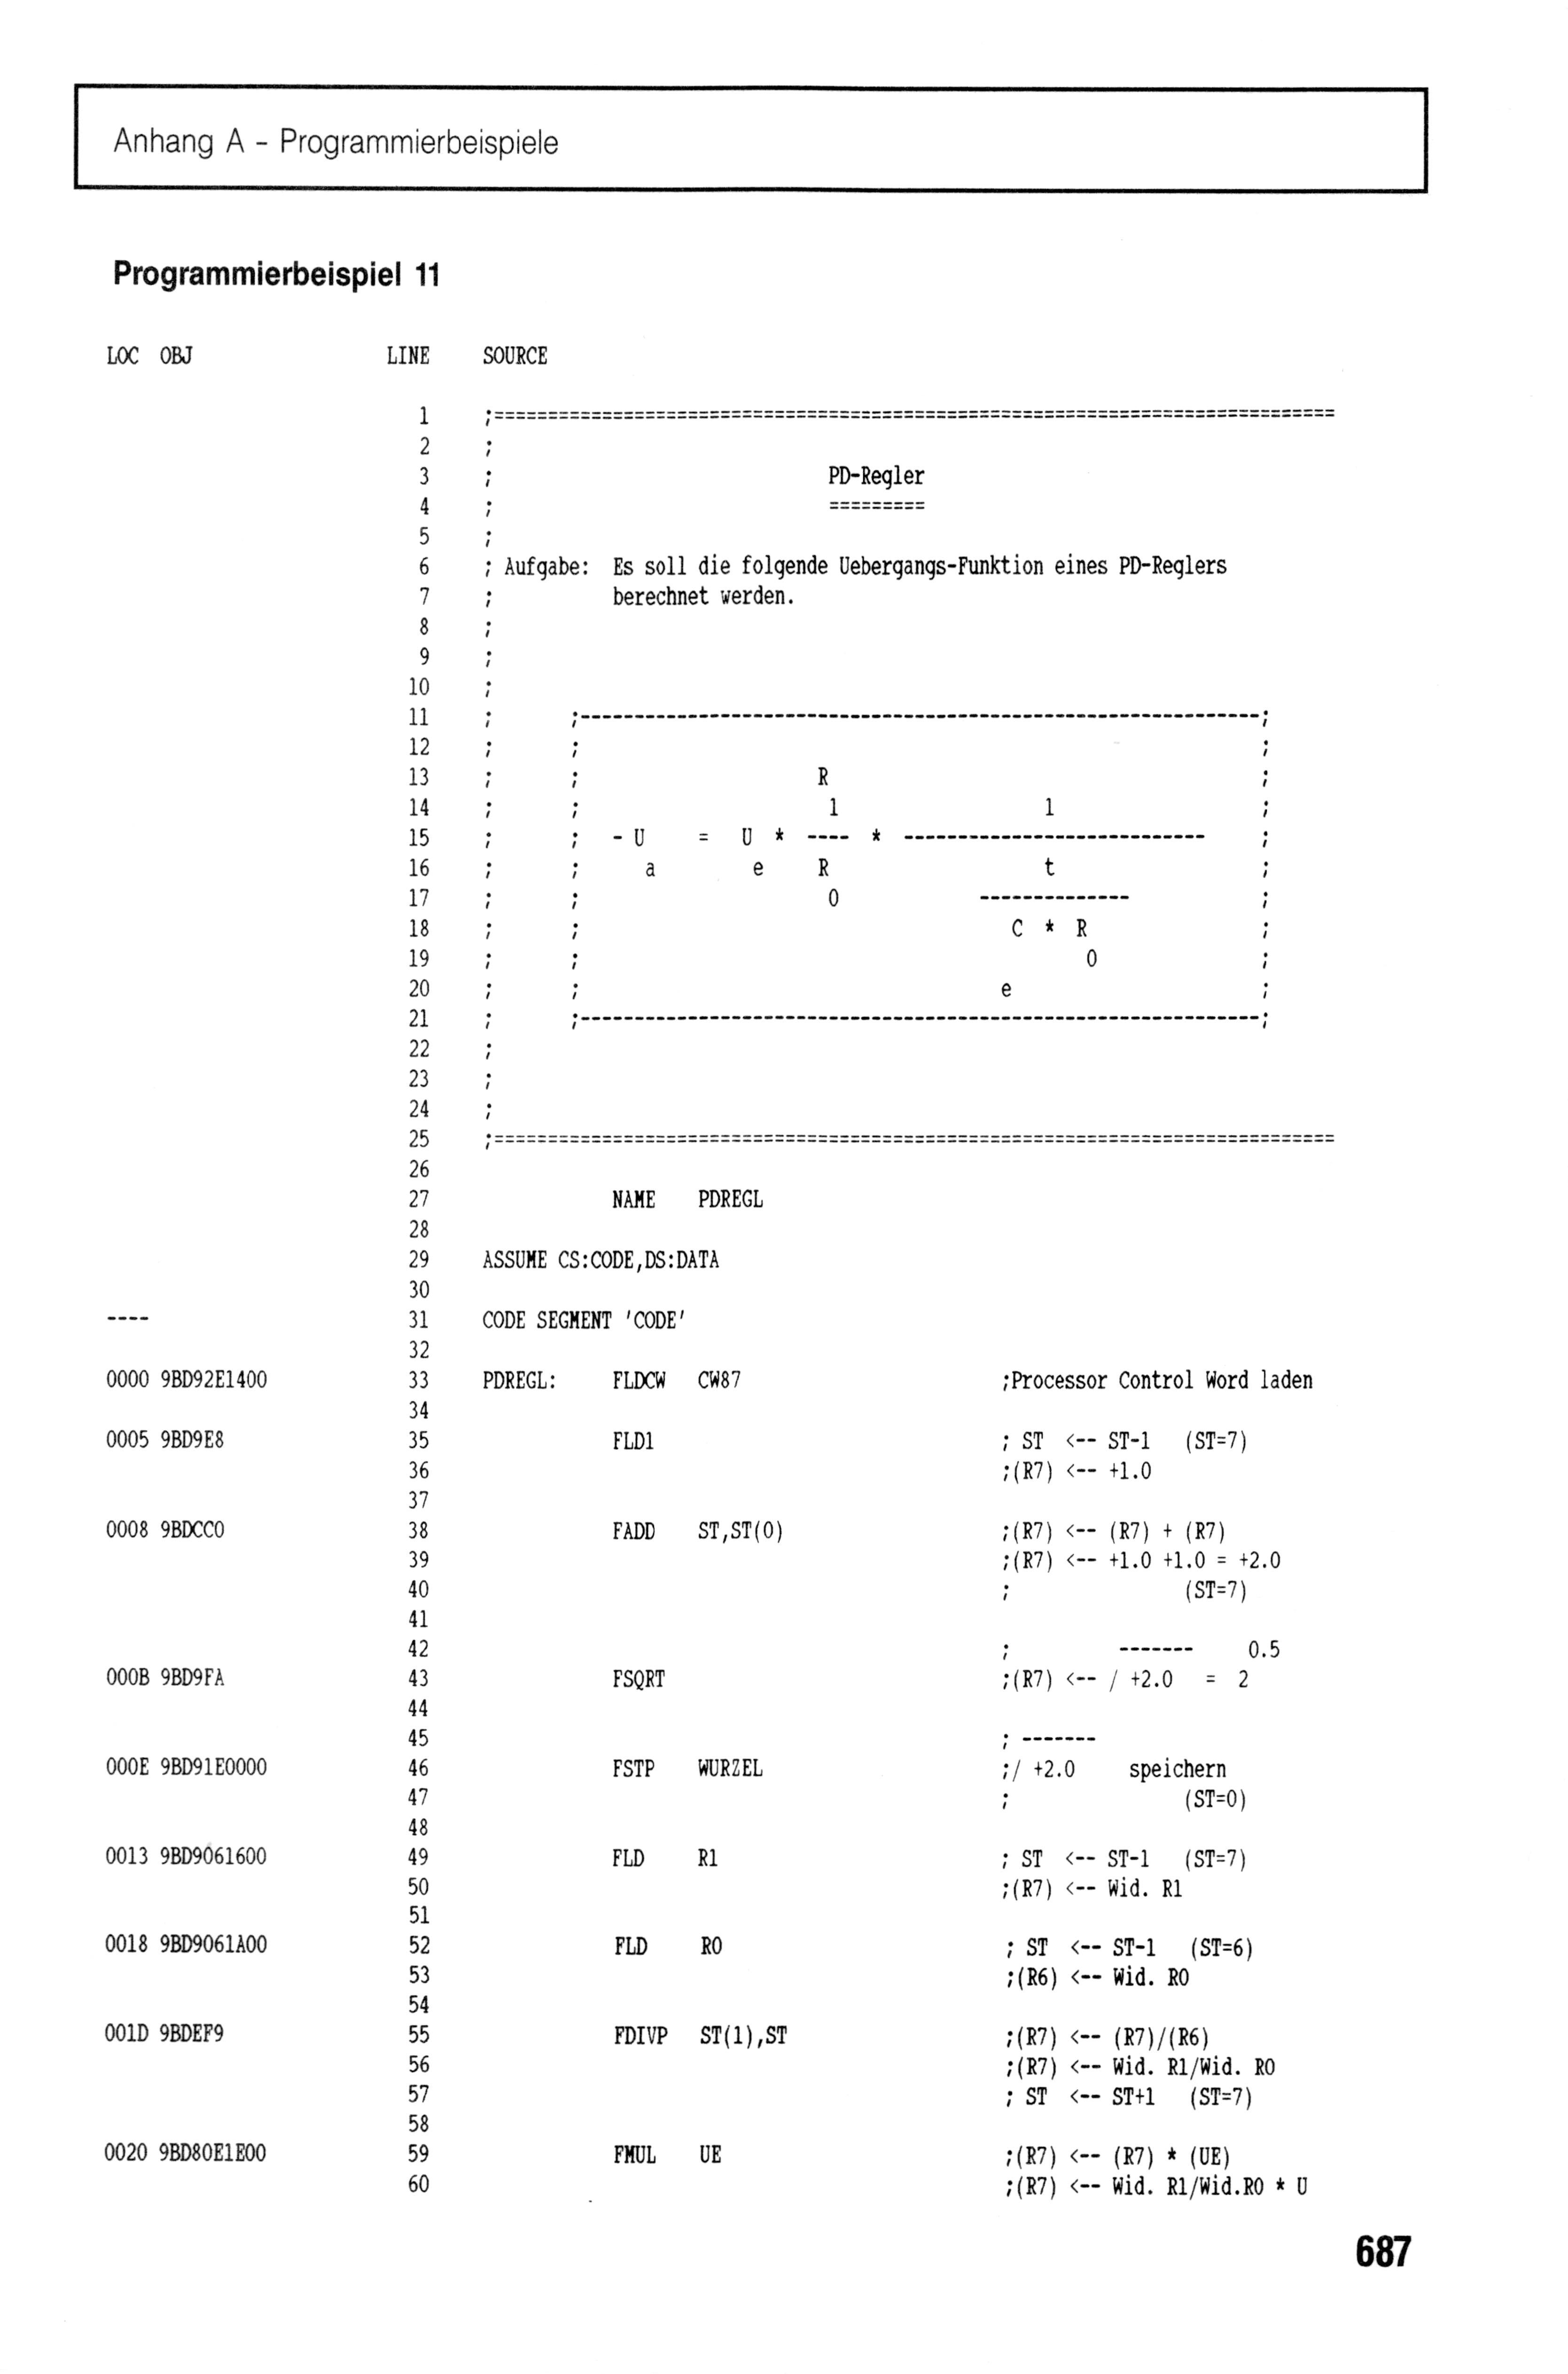 Anhang A – Programmierbeispiele
Programmierbeispiel 11
LOC OBJ LINE SOURCE
1 ;==============================================================================
2 ;
3 ; PD-Regler
4 ; =========
5 ;
6 ; Aufgabe: Es soll die folgende Uebergangs-Funktion eines PD-Reglers
7 ; berechnet werden.
8 ;
9 ;
10 ;
11 ; ;---------------------------------------------------------------;
12 ; ; ;
13 ; ; R ;
14 ; ; 1 1 ;
15 ; ; - U = U * ---- * ---------------------------- ;
16 ; ; a e R t ;
17 ; ; 0 -------------- ;
18 ; ; C * R ;
19 ; ; 0 ;
20 ; ; e ;
21 ; ;---------------------------------------------------------------;
22 ;
23 ;
24 ;
25 ;==============================================================================
26
27 NAME PDREGL
28
29 ASSUME CS:CODE,DS:DATA
30
---- 31 CODE SEGMENT 'CODE'
32
0000 9BD92E1400 33 PDREGL: FLDCW CW87 ;Processor Control Word laden
34
0005 9BD9E8 35 FLD1 ; ST <-- ST-1 (ST=7)
36 ;(R7) <-- +1.0
37
0008 9BDCC0 38 FADD ST,ST(0) ;(R7) <-- (R7) + (R7)
39 ;(R7) <-- +1.0 +1.0 = +2.0
40 ; (ST=7)
41
42 ; ------- 0.5
000B 9BD9FA 43 FSQRT ;(R7) <-- / +2.0 = 2
44
45 ; -------
000E 9BD91E0000 46 FSTP WURZEL ;/ +2.0 speichern
47 ; (ST=0)
48
0013 9BD9061600 49 FLD R1 ; ST <-- ST-1 (ST=7)
50 ;(R7) <-- Wid. R1
51
0018 9BD9061A00 52 FLD R0 ; ST <-- ST-1 (ST=6)
53 ;(R6) <-- Wid. R0
54
001D 9BDEF9 55 FDIVP ST(1),ST ;(R7) <-- (R7)/(R6)
56 ;(R7) <-- Wid. R1/Wid. R0
57 ; ST <-- ST+1 (ST=7)
58
0020 9BD80E1E00 59 FMUL UE ;(R7) <-- (R7) * (UE)
60 ;(R7) <-- Wid. R1/Wid.R0 * U
687